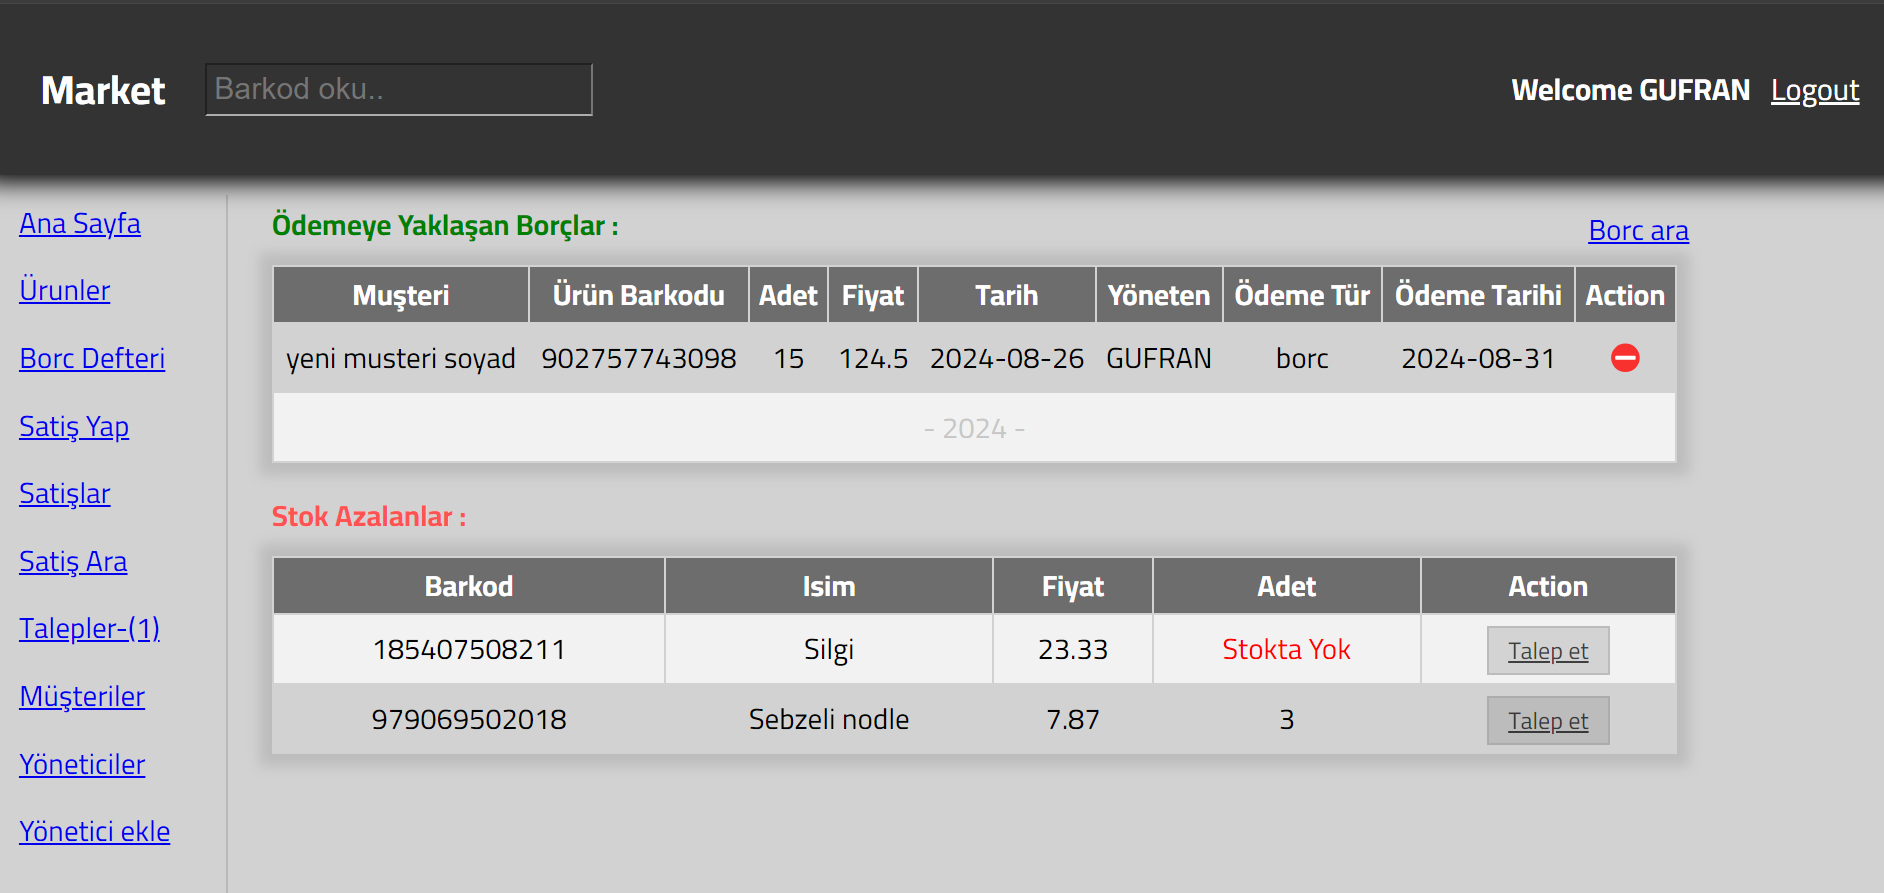 Market
Barkod oku..
Welcome GUFRAN Logout
Ana Sayfa
Ürunler
Borc Defteri
Satiş Yap
Satişlar
Satiş Ara
Talepler-(1)
Müşteriler
Yöneticiler
Yönetici ekle
Ödemeye Yaklaşan Borçlar :
Borc ara
Muşteri Ürün Barkodu Adet Fiyat Tarih Yöneten Ödeme Tür Ödeme Tarihi Action
yeni musteri soyad 902757743098 15 124.5 2024-08-26 GUFRAN borc 2024-08-31
- 2024 -
Stok Azalanlar :
Barkod Isim Fiyat Adet Action
185407508211 Silgi 23.33 Stokta Yok Talep et
979069502018 Sebzeli nodle 7.87 3 Talep et